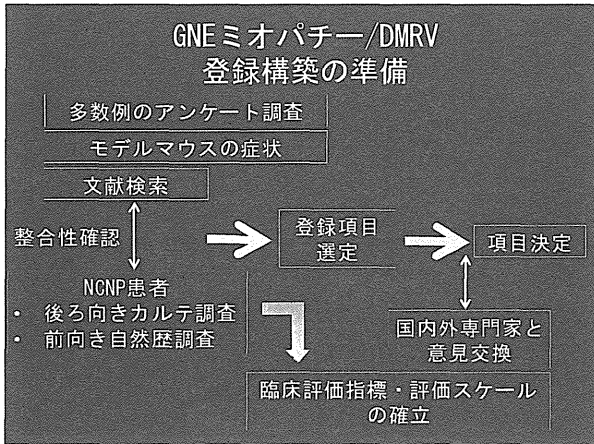 GNEミオパチー/DMRV
登録構築の準備
多数例のアンケート調査
モデルマウスの症状
文献検索
整合性確認
登録項目
選定
項目決定
NCNP患者
・ 後ろ向きカルテ調査
・ 前向き自然歴調査
国内外専門家と
意見交換
臨床評価指標・評価スケール
の確立